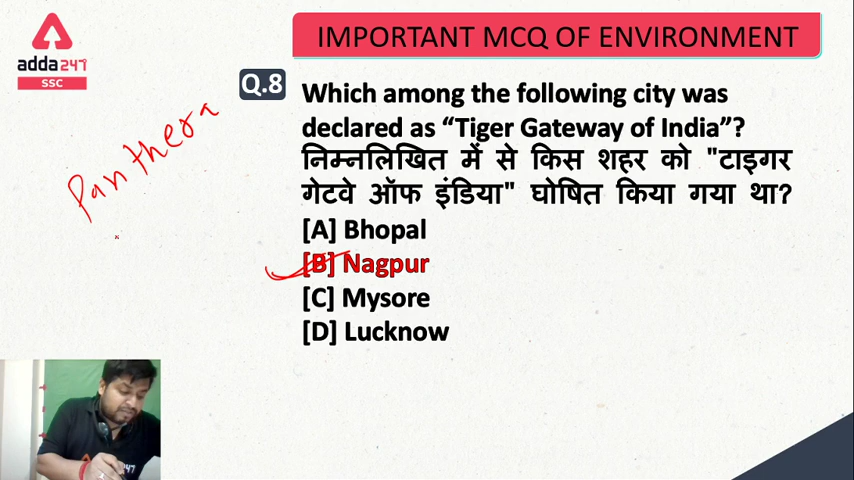 adda247
SSC
IMPORTANT MCQ OF ENVIRONMENT
Q.8
Which among the following city was
declared as “Tiger Gateway of India”?
निम्नलिखित में से किस शहर को "टाइगर
गेटवे ऑफ इंडिया" घोषित किया गया था?
[A] Bhopal
[B] Nagpur
[C] Mysore
[D] Lucknow
Panthera